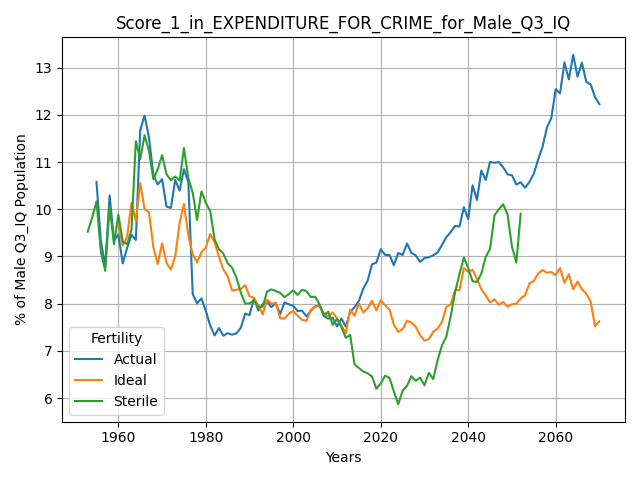 Score_1_in_EXPENDITURE_FOR_CRIME_for_Male_Q3_IQ
% of Male Q3_IQ Population
13
12
11
10
9
8
7
6
Fertility
Actual
Ideal
Sterile
1960 1980 2000 2020 2040 2060
Years